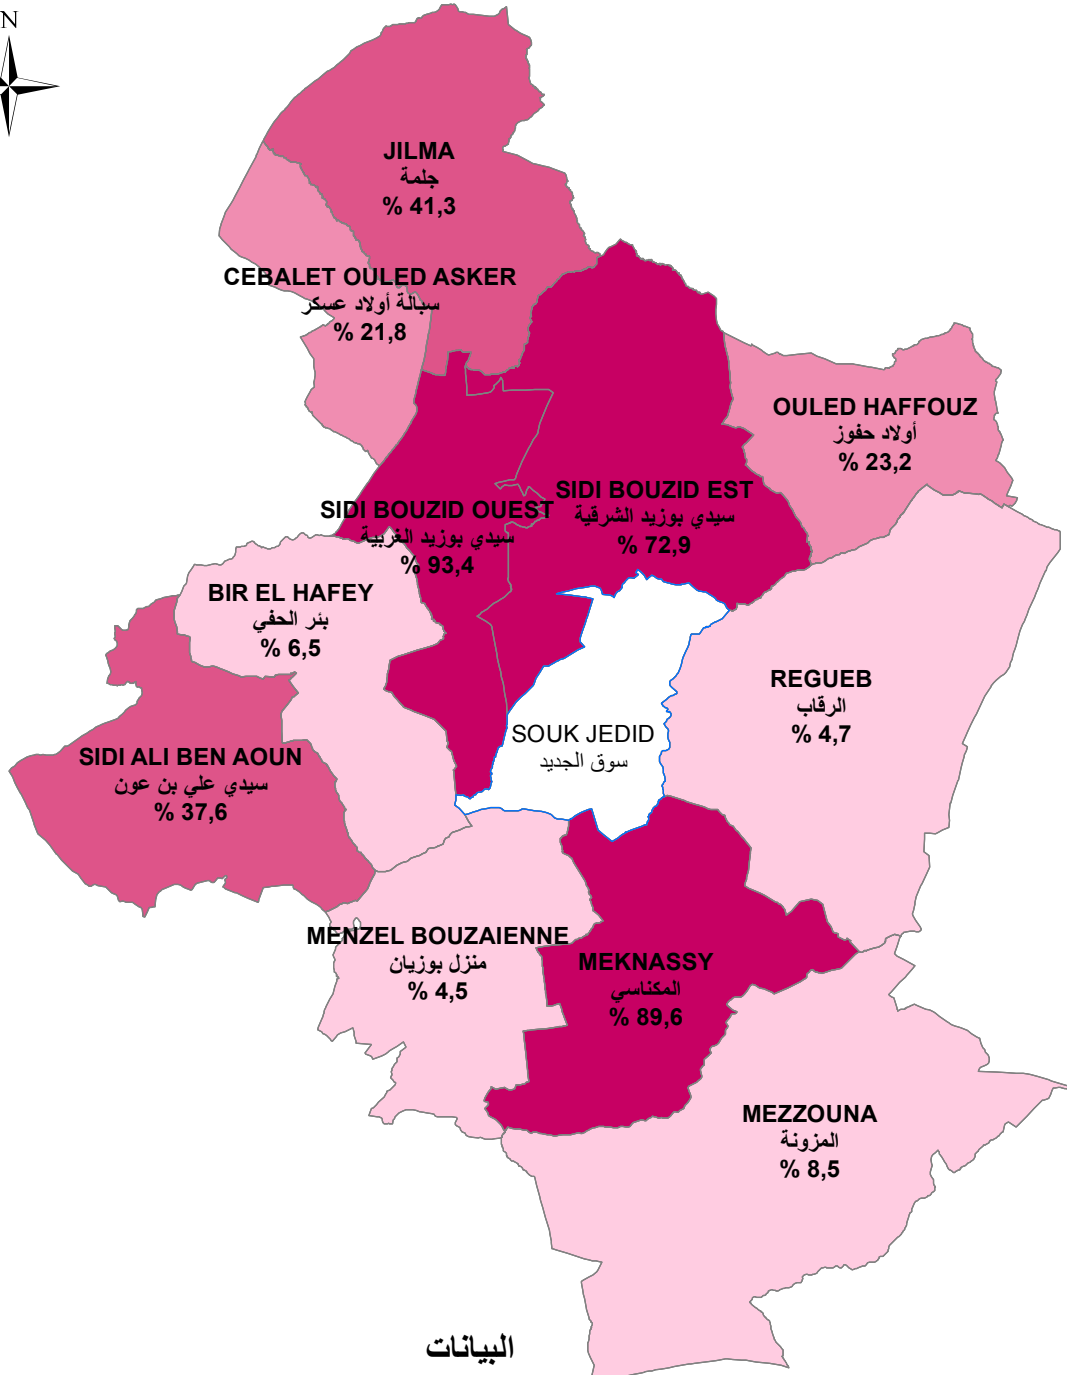 N
JILMA
جلمة
% 41,3
CEBALET OULED ASKER
سبالة أولاد عسكر
% 21,8
OULED HAFFOUZ
أولاد حفوز
% 23,2
SIDI BOUZID EST
سيدي بوزيد الشرقية
% 72,9
SIDI BOUZID OUEST
سيدي بوزيد الغربية
% 93,4
BIR EL HAFEY
بئر الحفي
% 6,5
REGUEB
الرقاب
% 4,7
SOUK JEDID
سوق الجديد
SIDI ALI BEN AOUN
سيدي علي بن عون
% 37,6
MENZEL BOUZAIENNE
منزل بوزيان
% 4,5
MEKNASSY
المكناسي
% 89,6
MEZZOUNA
المزونة
% 8,5
البيانات